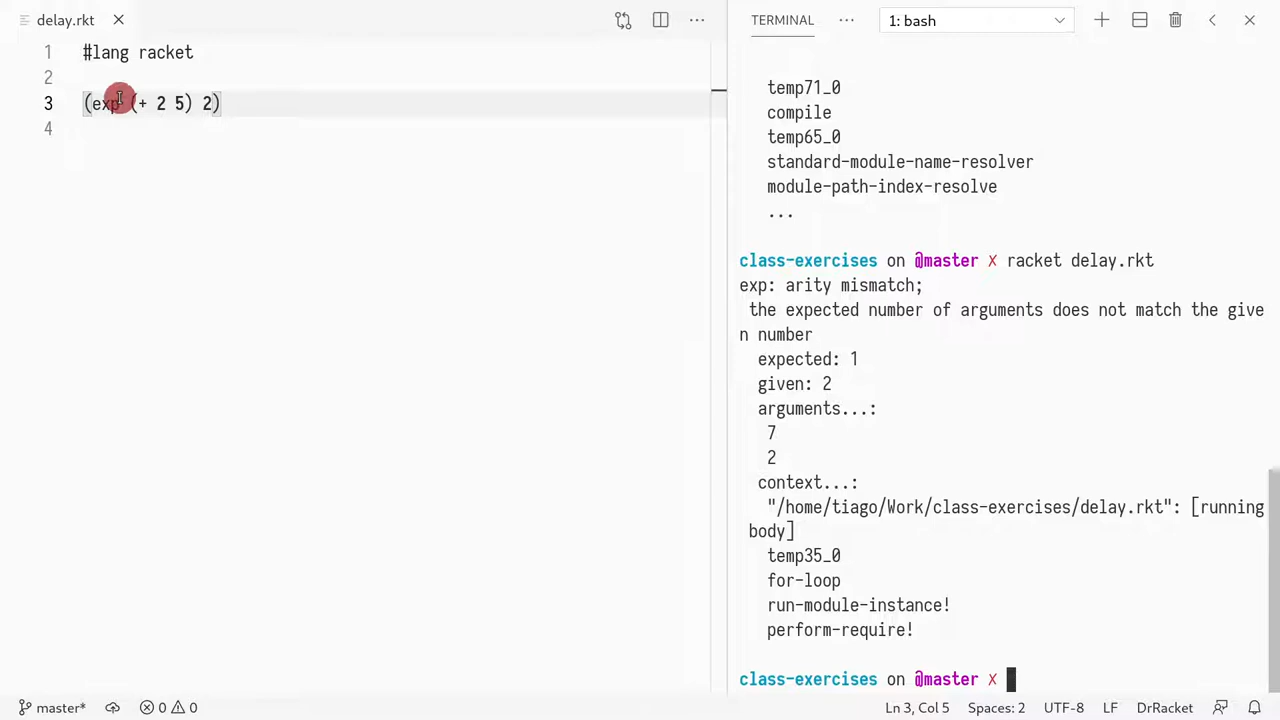 delay.rkt
1 #lang racket
2
3 (exp (+ 2 5) 2)
4
TERMINAL ··· 1: bash
temp71_0
compile
temp65_0
standard-module-name-resolver
module-path-index-resolve
...
class-exercises on @master ✗ racket delay.rkt
exp: arity mismatch;
the expected number of arguments does not match the give
n number
expected: 1
given: 2
arguments...:
7
2
context...:
"/home/tiago/Work/class-exercises/delay.rkt": [running
body]
temp35_0
for-loop
run-module-instance!
perform-require!
class-exercises on @master ✗
master* 0 0 Ln 3, Col 5 Spaces: 2 UTF-8 LF DrRacket